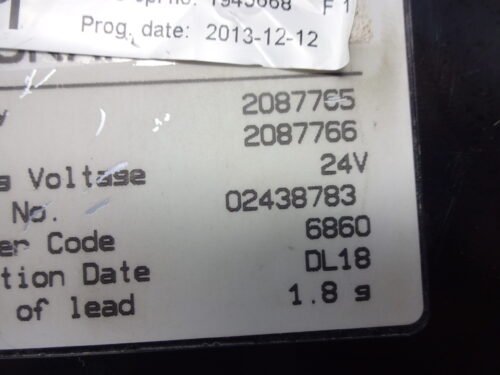 1945668 F 1
Prog. date: 2013-12-12
2087765
2087766
Voltage 24V
No. 02438783
Code 6860
Date DL18
of lead 1.8 g